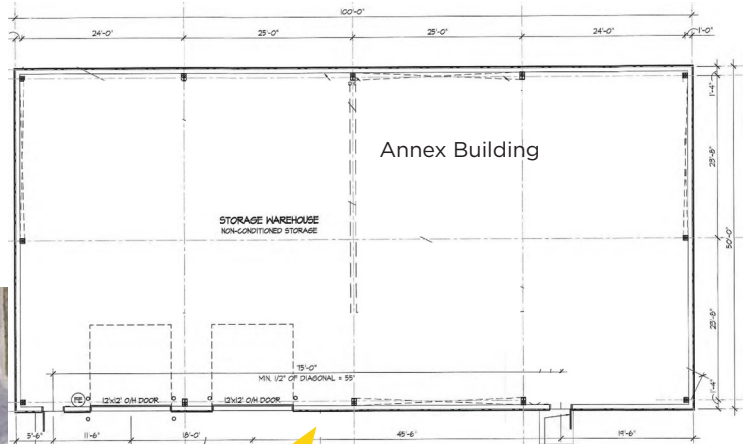 100'-0"
24'-0" 25'-0" 25'-0" 24'-0" 1'-0"
1'-4"
Annex Building
23'-8"
STORAGE WAREHOUSE
NON-CONDITIONED STORAGE
50'-0"
23'-8"
75'-0"
MIN. 1/2" OF DIAGONAL = 55'
1'-4"
12'x12' O/H DOOR 12'x12' O/H DOOR
5'-6" 11'-6" 18'-0" 45'-6" 19'-6"